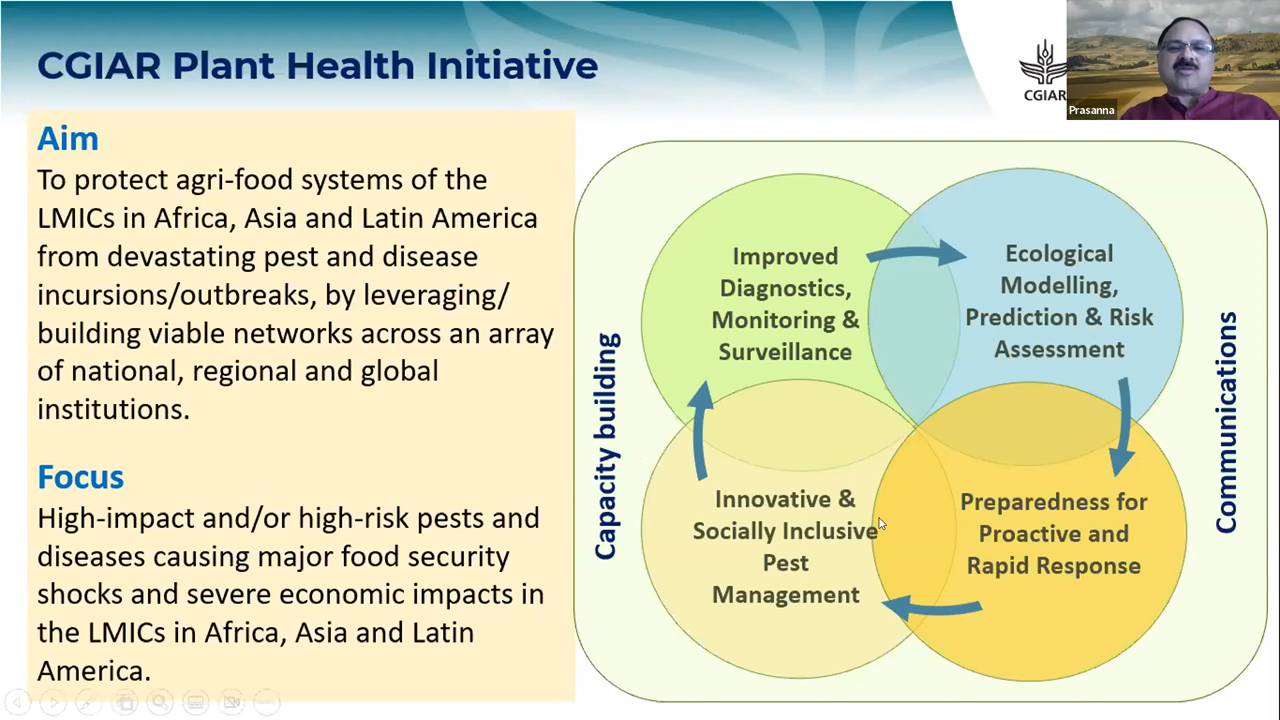 CGIAR Plant Health Initiative
CGIAR
Prasanna
Aim
To protect agri-food systems of the
LMICs in Africa, Asia and Latin America
from devastating pest and disease
incursions/outbreaks, by leveraging/
building viable networks across an array
of national, regional and global
institutions.
Focus
High-impact and/or high-risk pests and
diseases causing major food security
shocks and severe economic impacts in
the LMICs in Africa, Asia and Latin
America.
Capacity building
Improved
Diagnostics,
Monitoring &
Surveillance
Ecological
Modelling,
Prediction & Risk
Assessment
Innovative &
Socially Inclusive
Pest
Management
Preparedness for
Proactive and
Rapid Response
Communications